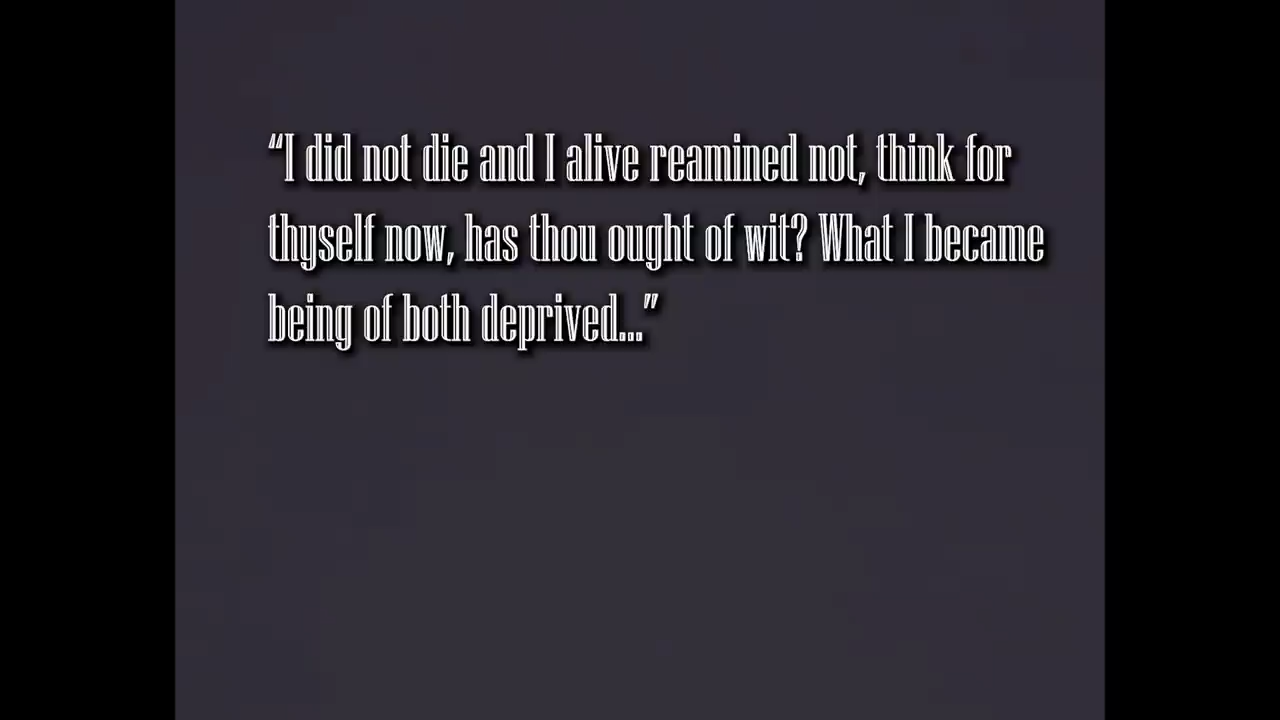 “I did not die and I alive reamined not, think for
thyself now, has thou ought of wit? What I became
being of both deprived...”